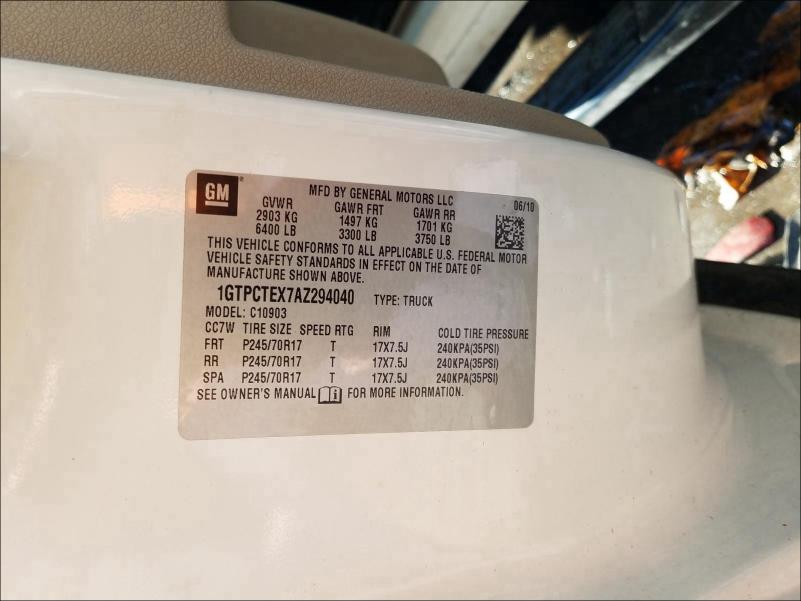 GM
MFD BY GENERAL MOTORS LLC
06/10
GVWR GAWR FRT GAWR RR
2903 KG 1497 KG 1701 KG
6400 LB 3300 LB 3750 LB
THIS VEHICLE CONFORMS TO ALL APPLICABLE U.S. FEDERAL MOTOR
VEHICLE SAFETY STANDARDS IN EFFECT ON THE DATE OF
MANUFACTURE SHOWN ABOVE.
1GTPCTEX7AZ294040 TYPE: TRUCK
MODEL: C10903
CC7W TIRE SIZE SPEED RTG RIM COLD TIRE PRESSURE
FRT P245/70R17 T 17X7.5J 240KPA(35PSI)
RR P245/70R17 T 17X7.5J 240KPA(35PSI)
SPA P245/70R17 T 17X7.5J 240KPA(35PSI)
SEE OWNER'S MANUAL FOR MORE INFORMATION.